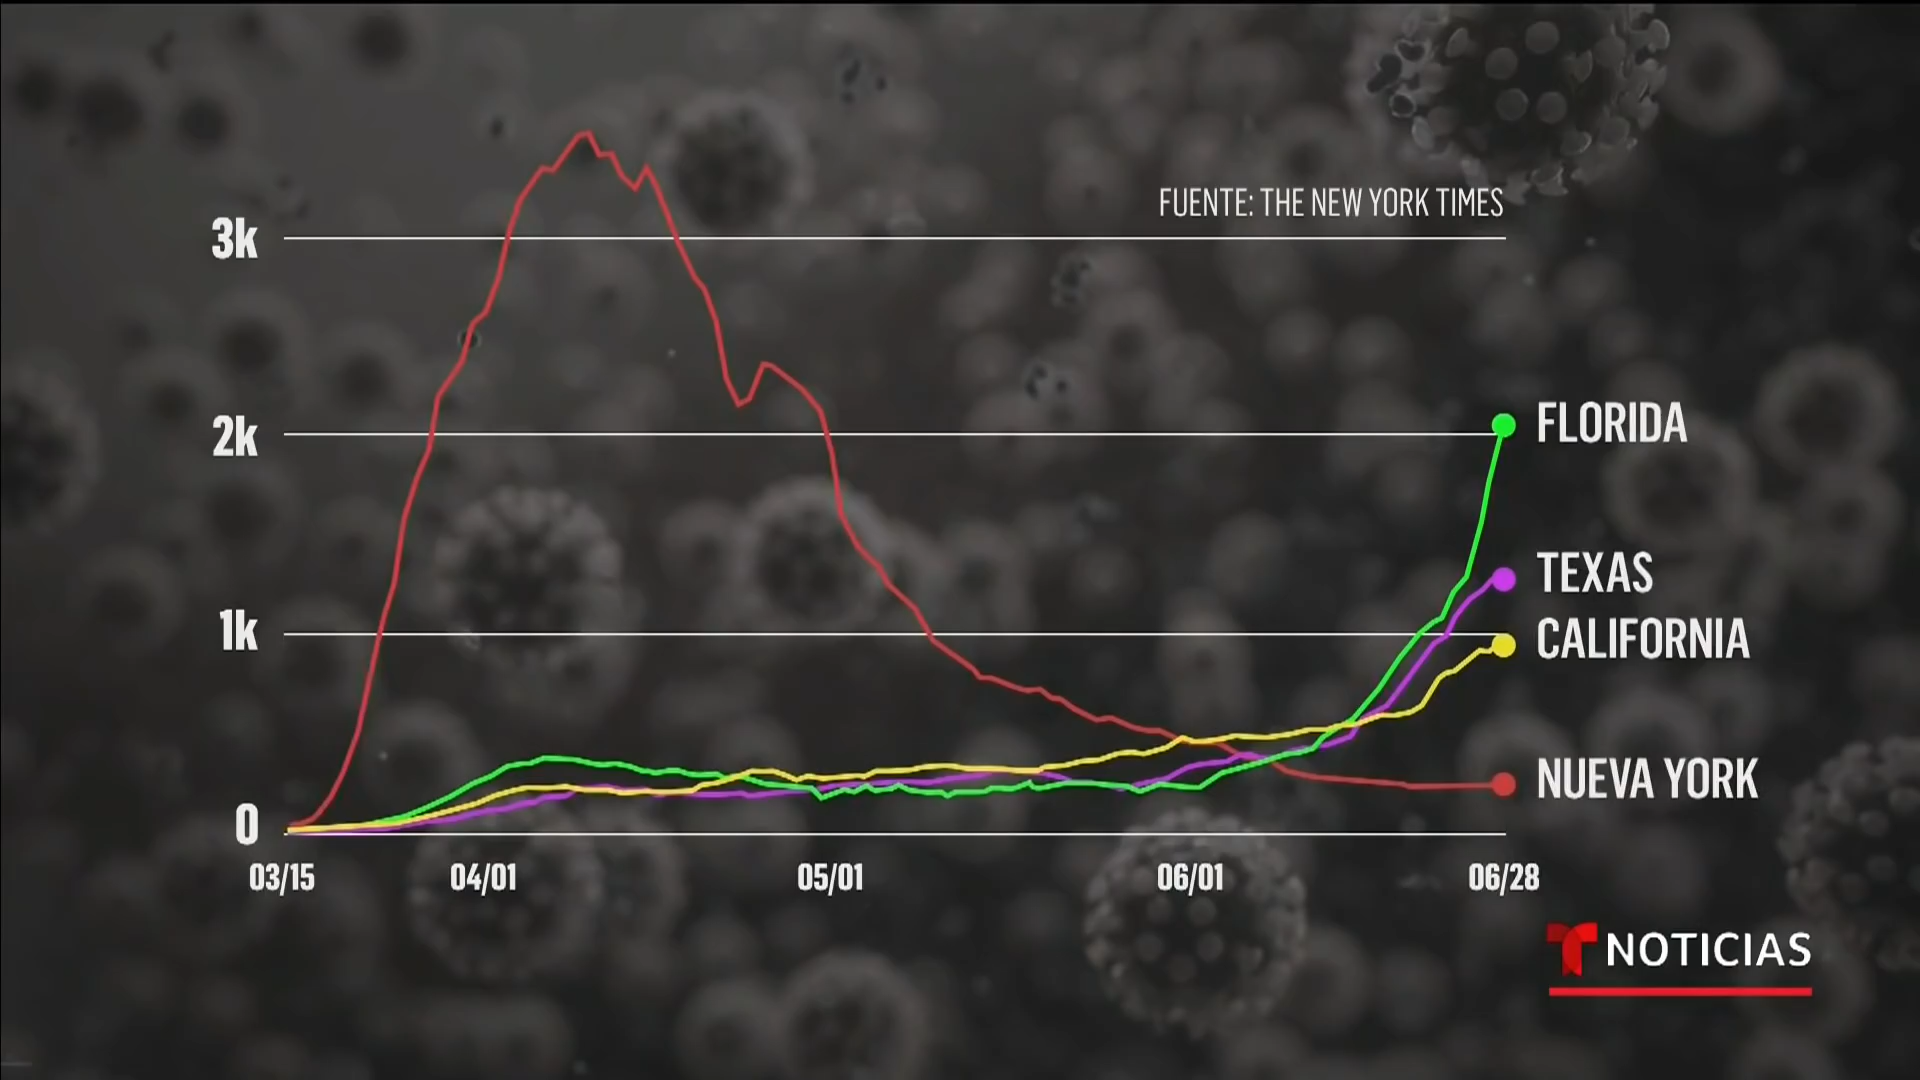 FUENTE: THE NEW YORK TIMES
3k
2k
1k
0
FLORIDA
TEXAS
CALIFORNIA
NUEVA YORK
03/15 04/01 05/01 06/01 06/28
NOTICIAS